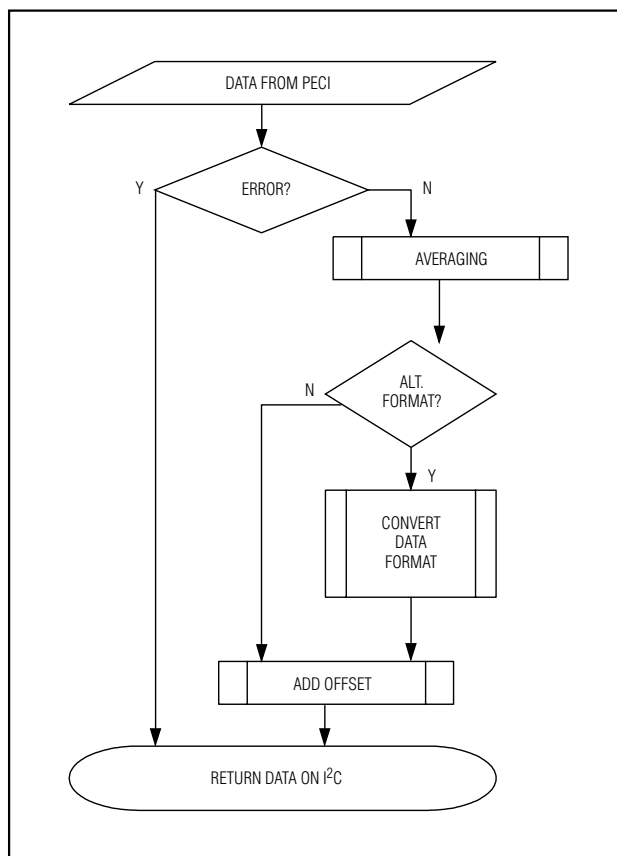 DATA FROM PECI
ERROR?
Y
N
AVERAGING
ALT.
FORMAT?
N
Y
CONVERT
DATA
FORMAT
ADD OFFSET
RETURN DATA ON I²C